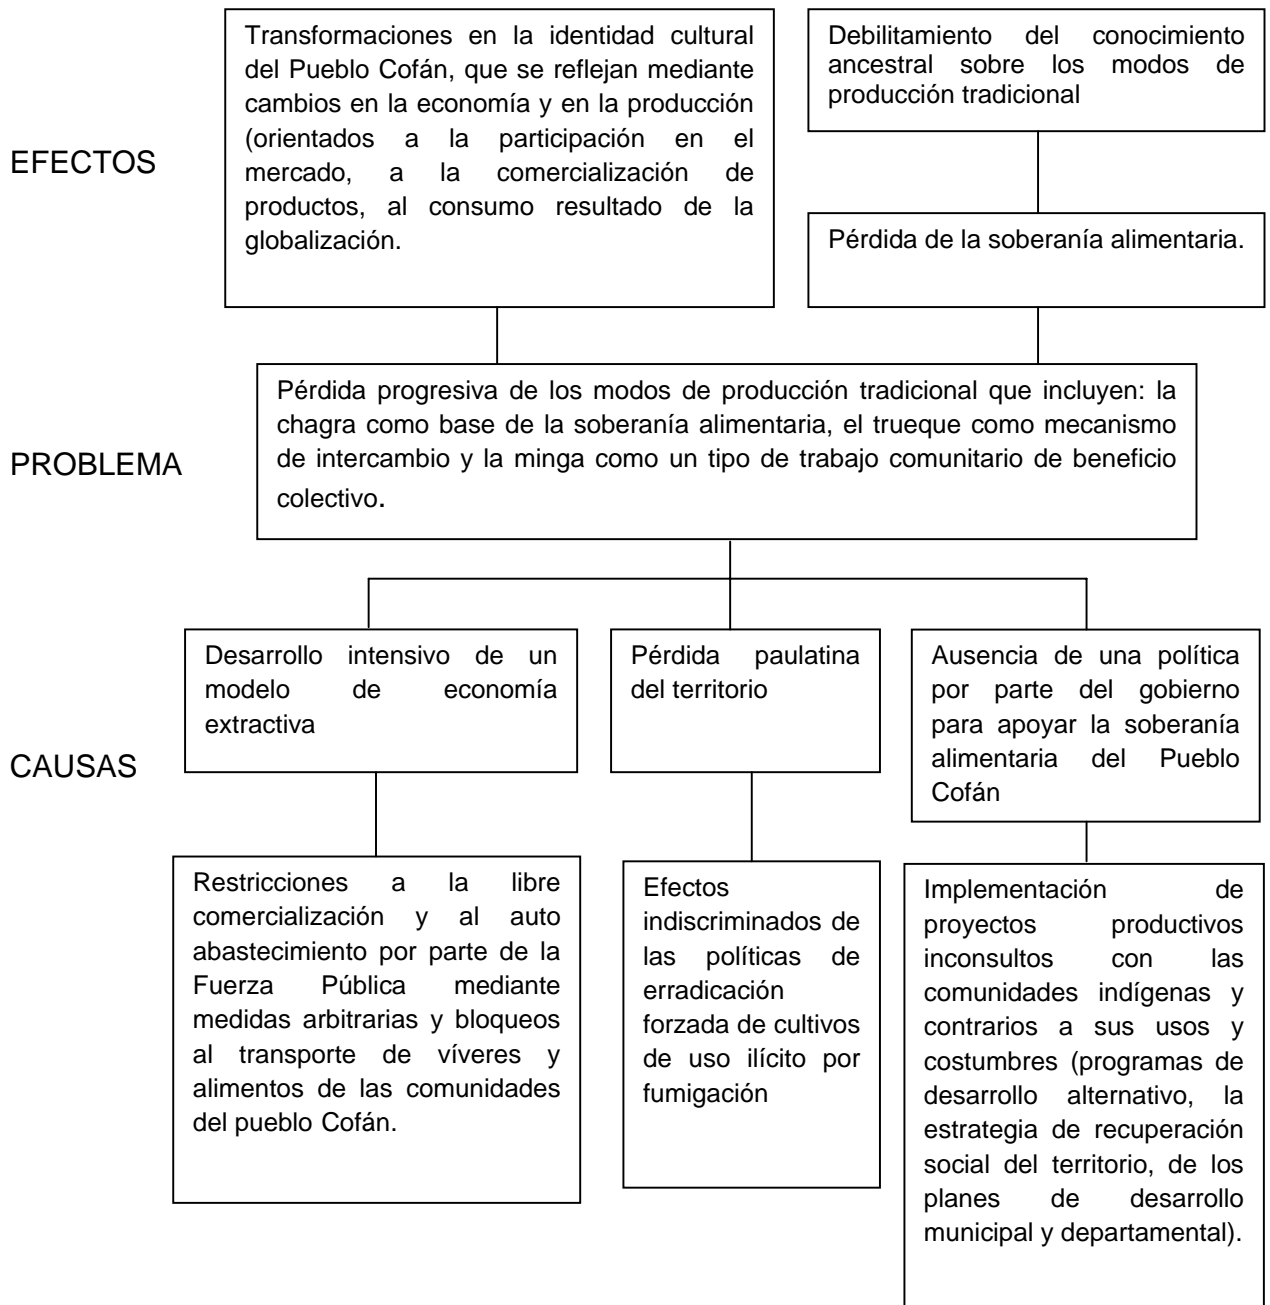 Transformaciones en la identidad cultural
del Pueblo Cofán, que se reflejan mediante
cambios en la economía y en la producción
(orientados a la participación en el
mercado, a la comercialización de
productos, al consumo resultado de la
globalización.
Debilitamiento del conocimiento
ancestral sobre los modos de
producción tradicional
EFECTOS
Pérdida de la soberanía alimentaria.
Pérdida progresiva de los modos de producción tradicional que incluyen: la
chagra como base de la soberanía alimentaria, el trueque como mecanismo
de intercambio y la minga como un tipo de trabajo comunitario de beneficio
colectivo.
PROBLEMA
Desarrollo intensivo de un
modelo de economía
extractiva
Pérdida paulatina
del territorio
Ausencia de una política
por parte del gobierno
para apoyar la soberanía
alimentaria del Pueblo
Cofán
CAUSAS
Restricciones a la libre
comercialización y al auto
abastecimiento por parte de la
Fuerza Pública mediante
medidas arbitrarias y bloqueos
al transporte de víveres y
alimentos de las comunidades
del pueblo Cofán.
Efectos
indiscriminados de
las políticas de
erradicación
forzada de cultivos
de uso ilícito por
fumigación
Implementación de
proyectos productivos
inconsultos con las
comunidades indígenas y
contrarios a sus usos y
costumbres (programas de
desarrollo alternativo, la
estrategia de recuperación
social del territorio, de los
planes de desarrollo
municipal y departamental).